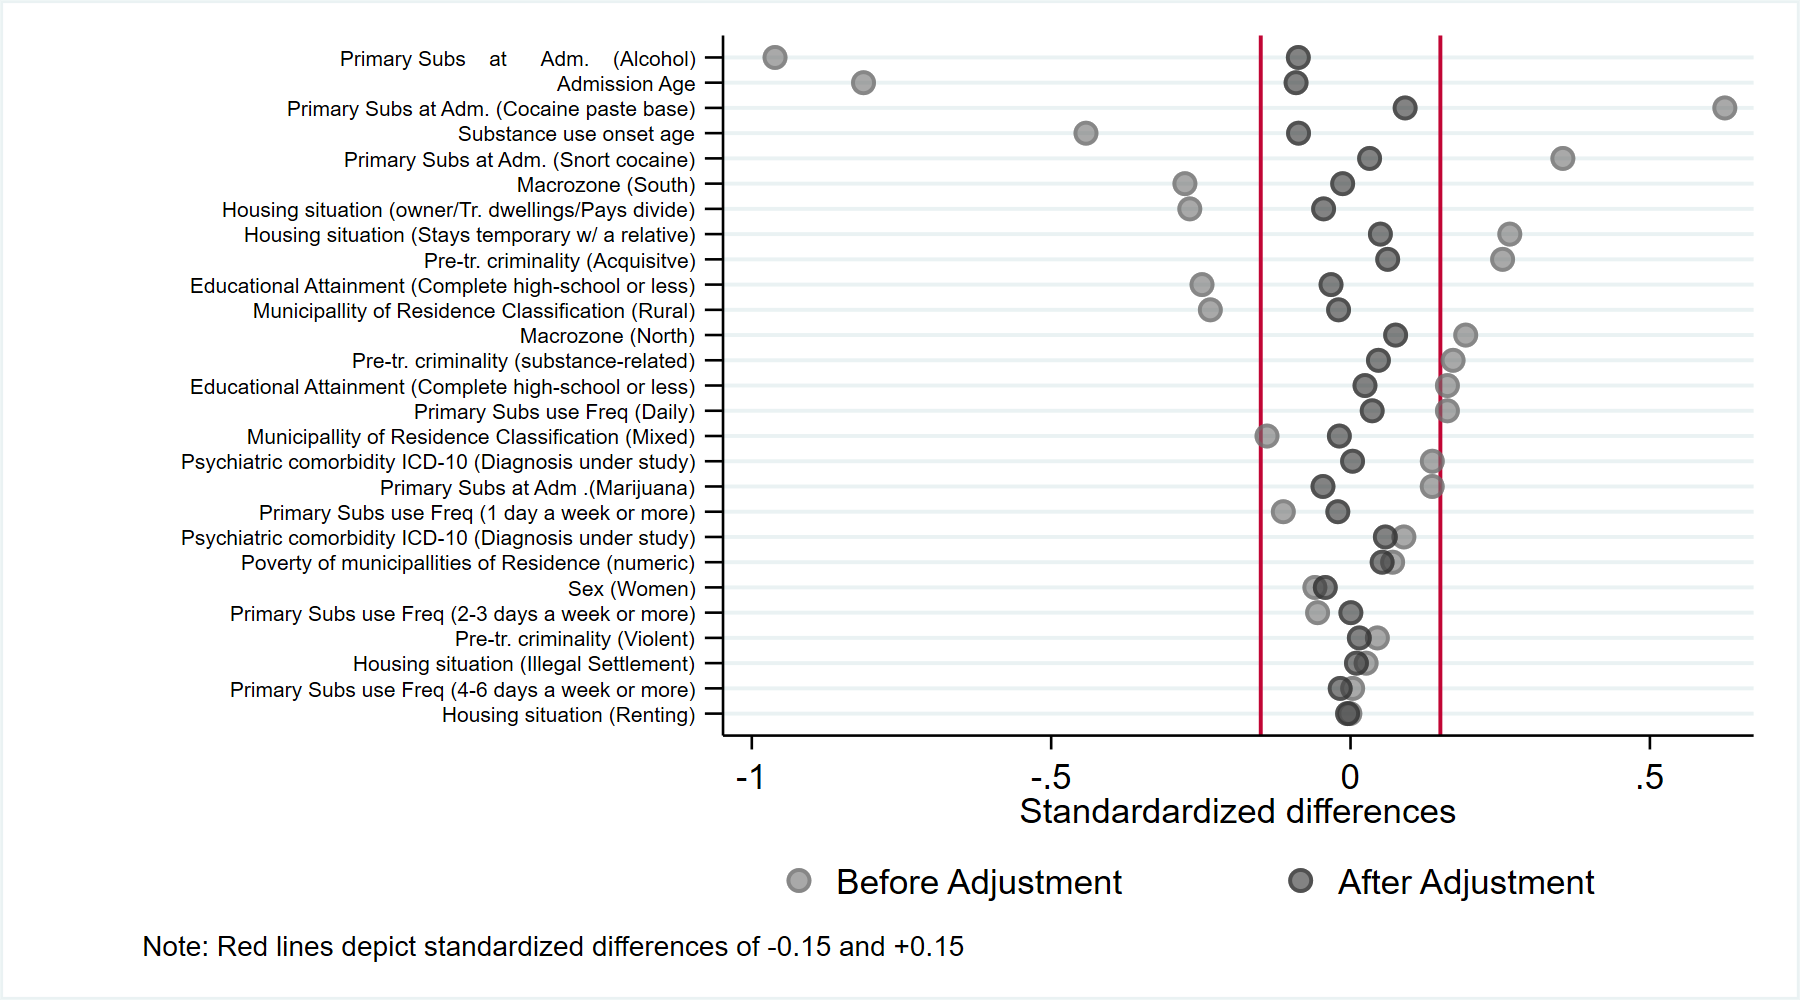 Primary Subs at Adm. (Alcohol)
Admission Age
Primary Subs at Adm. (Cocaine paste base)
Substance use onset age
Primary Subs at Adm. (Snort cocaine)
Macrozone (South)
Housing situation (owner/Tr. dwellings/Pays divide)
Housing situation (Stays temporary w/ a relative)
Pre-tr. criminality (Acquisitve)
Educational Attainment (Complete high-school or less)
Municipallity of Residence Classification (Rural)
Macrozone (North)
Pre-tr. criminality (substance-related)
Educational Attainment (Complete high-school or less)
Primary Subs use Freq (Daily)
Municipallity of Residence Classification (Mixed)
Psychiatric comorbidity ICD-10 (Diagnosis under study)
Primary Subs at Adm .(Marijuana)
Primary Subs use Freq (1 day a week or more)
Psychiatric comorbidity ICD-10 (Diagnosis under study)
Poverty of municipallities of Residence (numeric)
Sex (Women)
Primary Subs use Freq (2-3 days a week or more)
Pre-tr. criminality (Violent)
Housing situation (Illegal Settlement)
Primary Subs use Freq (4-6 days a week or more)
Housing situation (Renting)
-1 -.5 0 .5
Standardardized differences
Before Adjustment After Adjustment
Note: Red lines depict standardized differences of -0.15 and +0.15